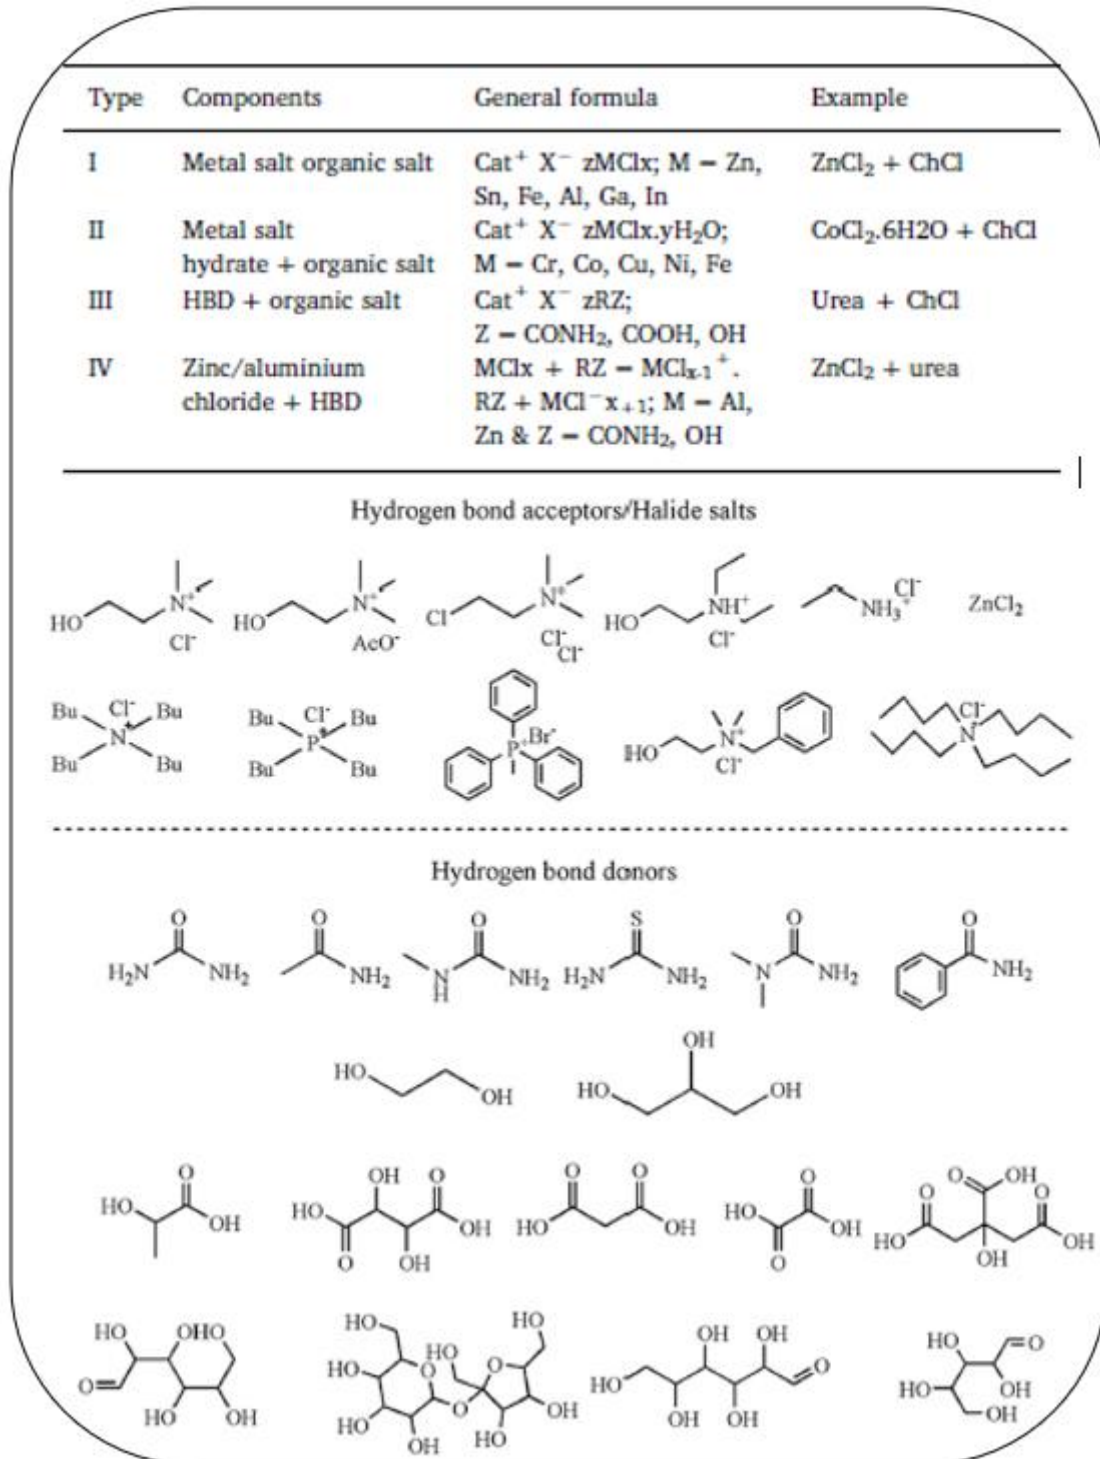 Type Components General formula Example
I Metal salt organic salt Cat⁺ X⁻ zMClx; M = Zn, ZnCl₂ + ChCl
Sn, Fe, Al, Ga, In
II Metal salt Cat⁺ X⁻ zMClx.yH₂O; CoCl₂.6H2O + ChCl
hydrate + organic salt M = Cr, Co, Cu, Ni, Fe
III HBD + organic salt Cat⁺ X⁻ zRZ; Urea + ChCl
Z = CONH₂, COOH, OH
IV Zinc/aluminium MClx + RZ = MClₓ₋₁⁺. ZnCl₂ + urea
chloride + HBD RZ + MCl⁻x₊₁; M = Al,
Zn & Z = CONH₂, OH
Hydrogen bond acceptors/Halide salts
HO N⁺ Cl⁻ HO N⁺ AcO⁻ Cl N⁺ Cl⁻ Cl⁻ HO NH⁺ Cl⁻ NH₃⁺ Cl⁻ ZnCl₂
Bu Cl⁻ Bu N⁺ Bu Bu Bu Cl⁻ Bu P⁺ Bu Bu P⁺ Br⁻ HO N⁺ Cl⁻ Cl⁻ N⁺
Hydrogen bond donors
O H₂N NH₂ O NH₂ O N H NH₂ S H₂N NH₂ O N NH₂ O NH₂
HO OH HO OH OH
HO O OH HO O OH OH O OH HO O O OH HO O O OH HO O O OH O OH OH
O HO OH HO HO OH HO HO HO HO OH O O HO O HO HO OH HO OH OH OH OH O HO O HO HO OH OH